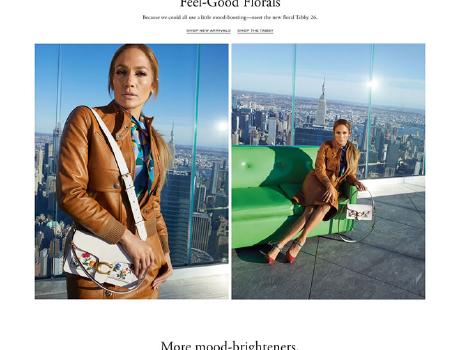 Feel-Good Florals
Because we could all use a little mood-boosting—meet the new floral Tabby 26.
SHOP NEW ARRIVALS SHOP THE TABBY
More mood-brighteners.